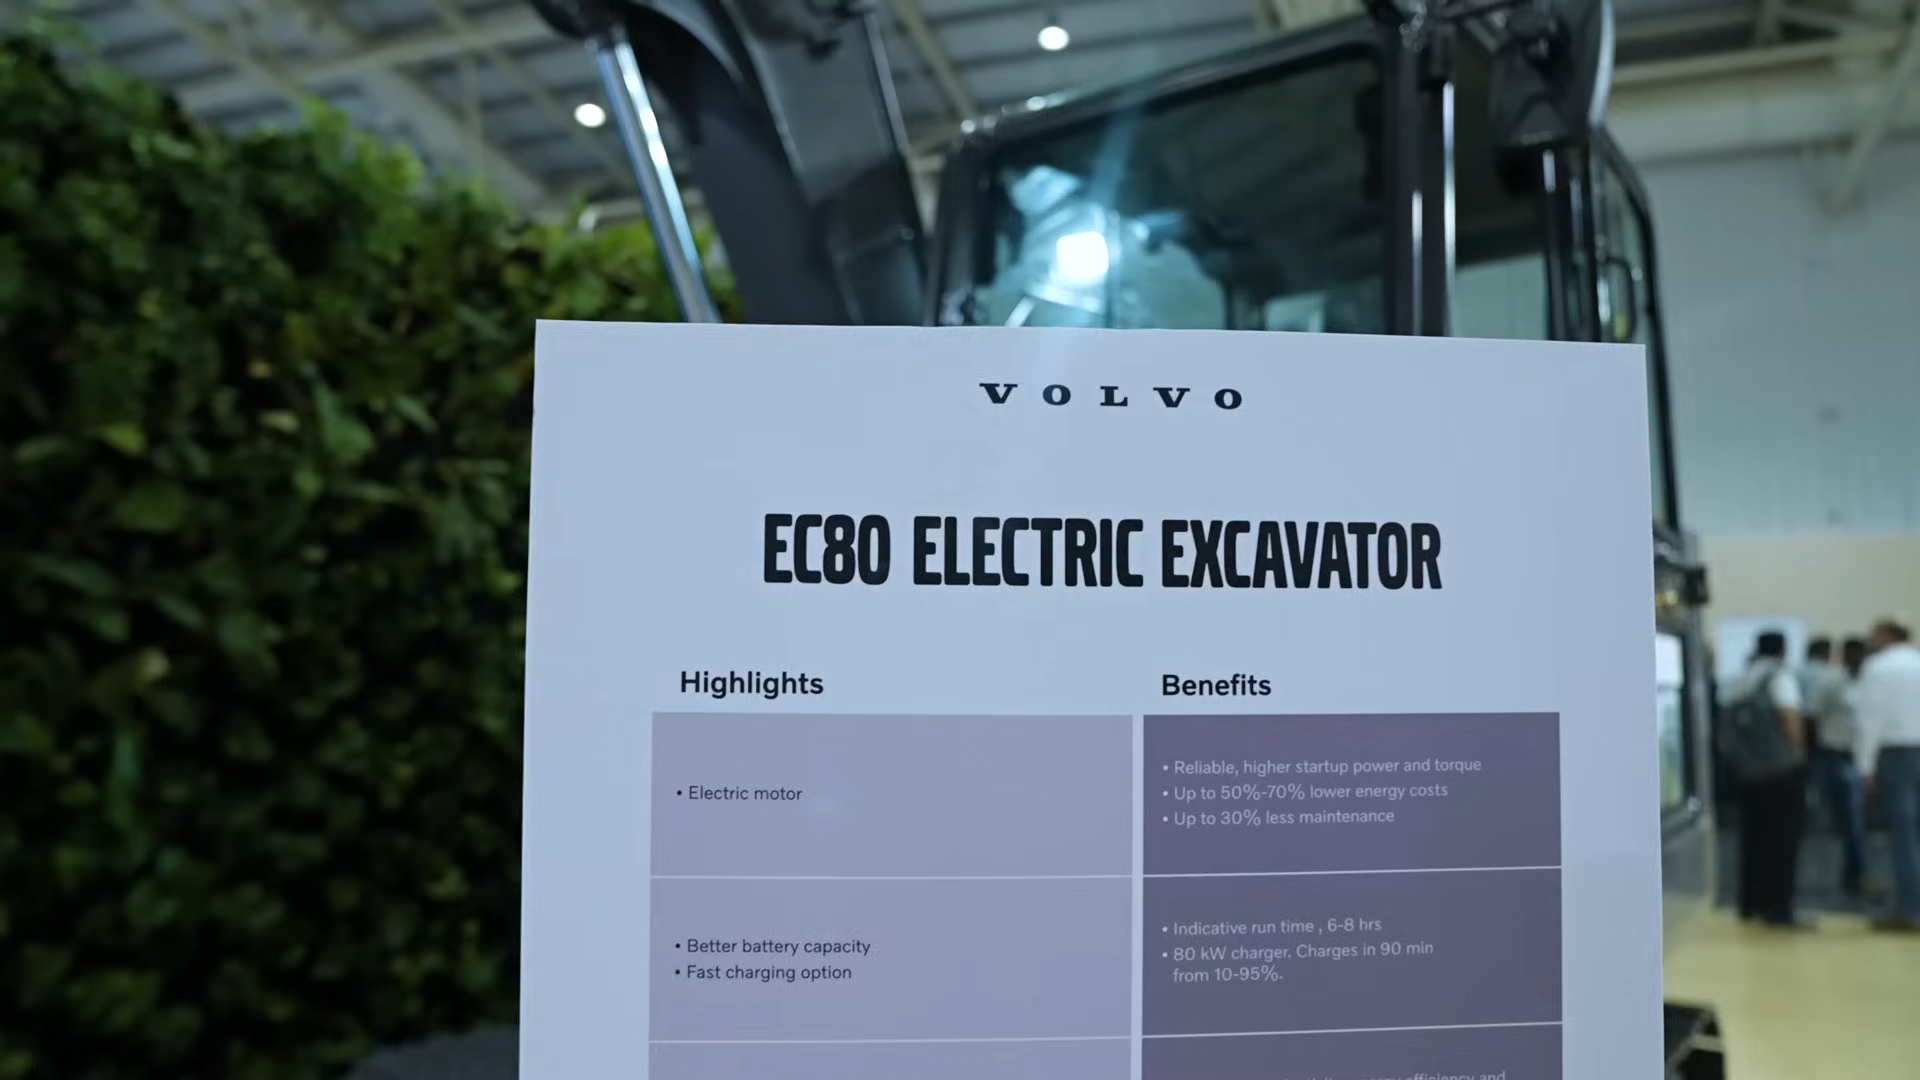 VOLVO
EC80 ELECTRIC EXCAVATOR
Highlights
Benefits
• Electric motor
• Reliable, higher startup power and torque
• Up to 50%-70% lower energy costs
• Up to 30% less maintenance
• Better battery capacity
• Fast charging option
• Indicative run time , 6-8 hrs
• 80 kW charger. Charges in 90 min
from 10-95%.
efficiency and